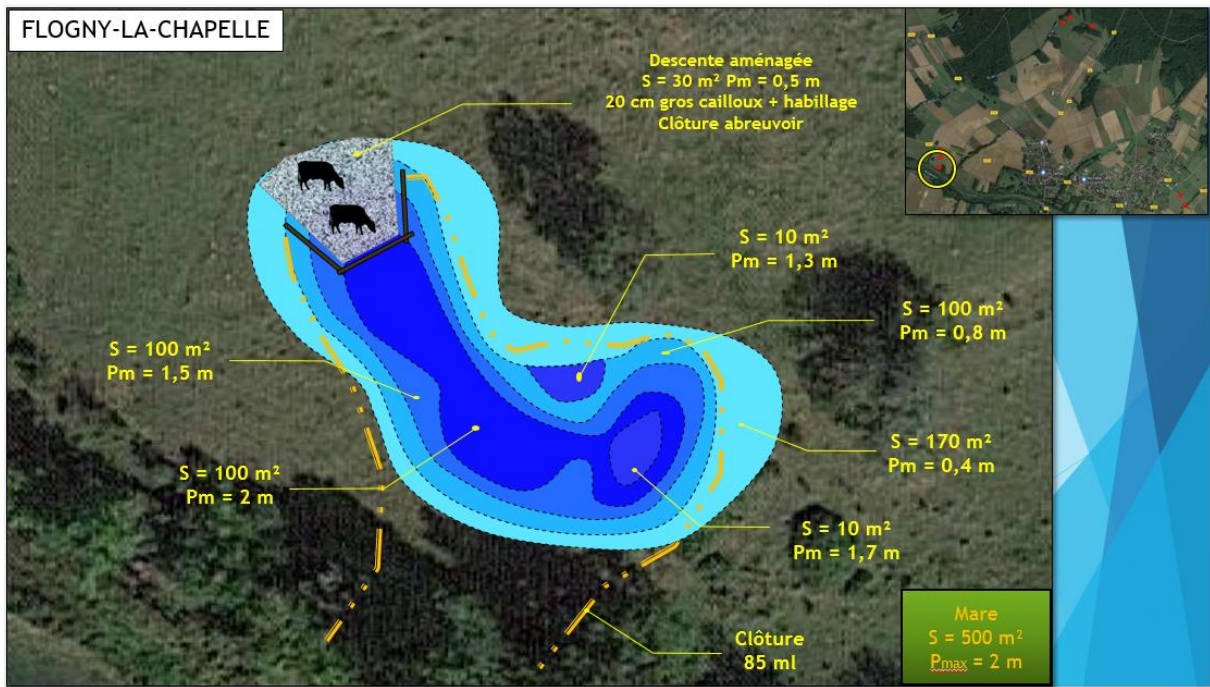 FLOGNY-LA-CHAPELLE
Descente aménagée
S = 30 m² Pm = 0,5 m
20 cm gros cailloux + habillage
Clôture abreuvoir
S = 10 m²
Pm = 1,3 m
S = 100 m²
Pm = 0,8 m
S = 100 m²
Pm = 1,5 m
S = 170 m²
Pm = 0,4 m
S = 100 m²
Pm = 2 m
S = 10 m²
Pm = 1,7 m
Clôture
85 ml
Mare
S = 500 m²
Pmax = 2 m